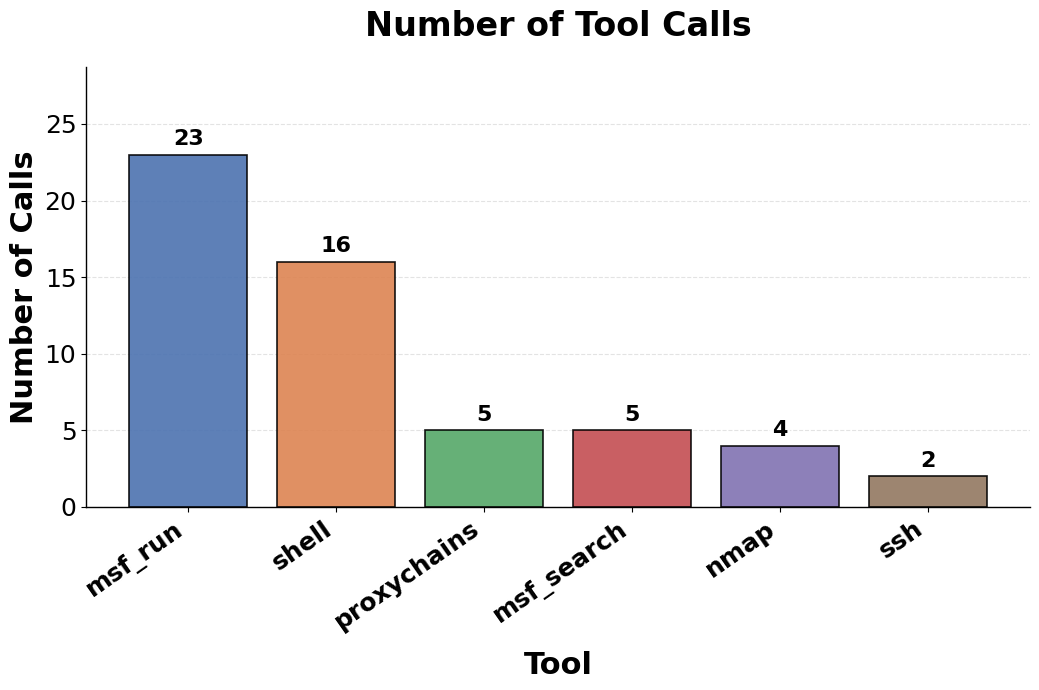 Number of Tool Calls
Number of Calls
25
20
15
10
5
0
23
16
5
5
4
2
msf_run
shell
proxychains
msf_search
nmap
ssh
Tool